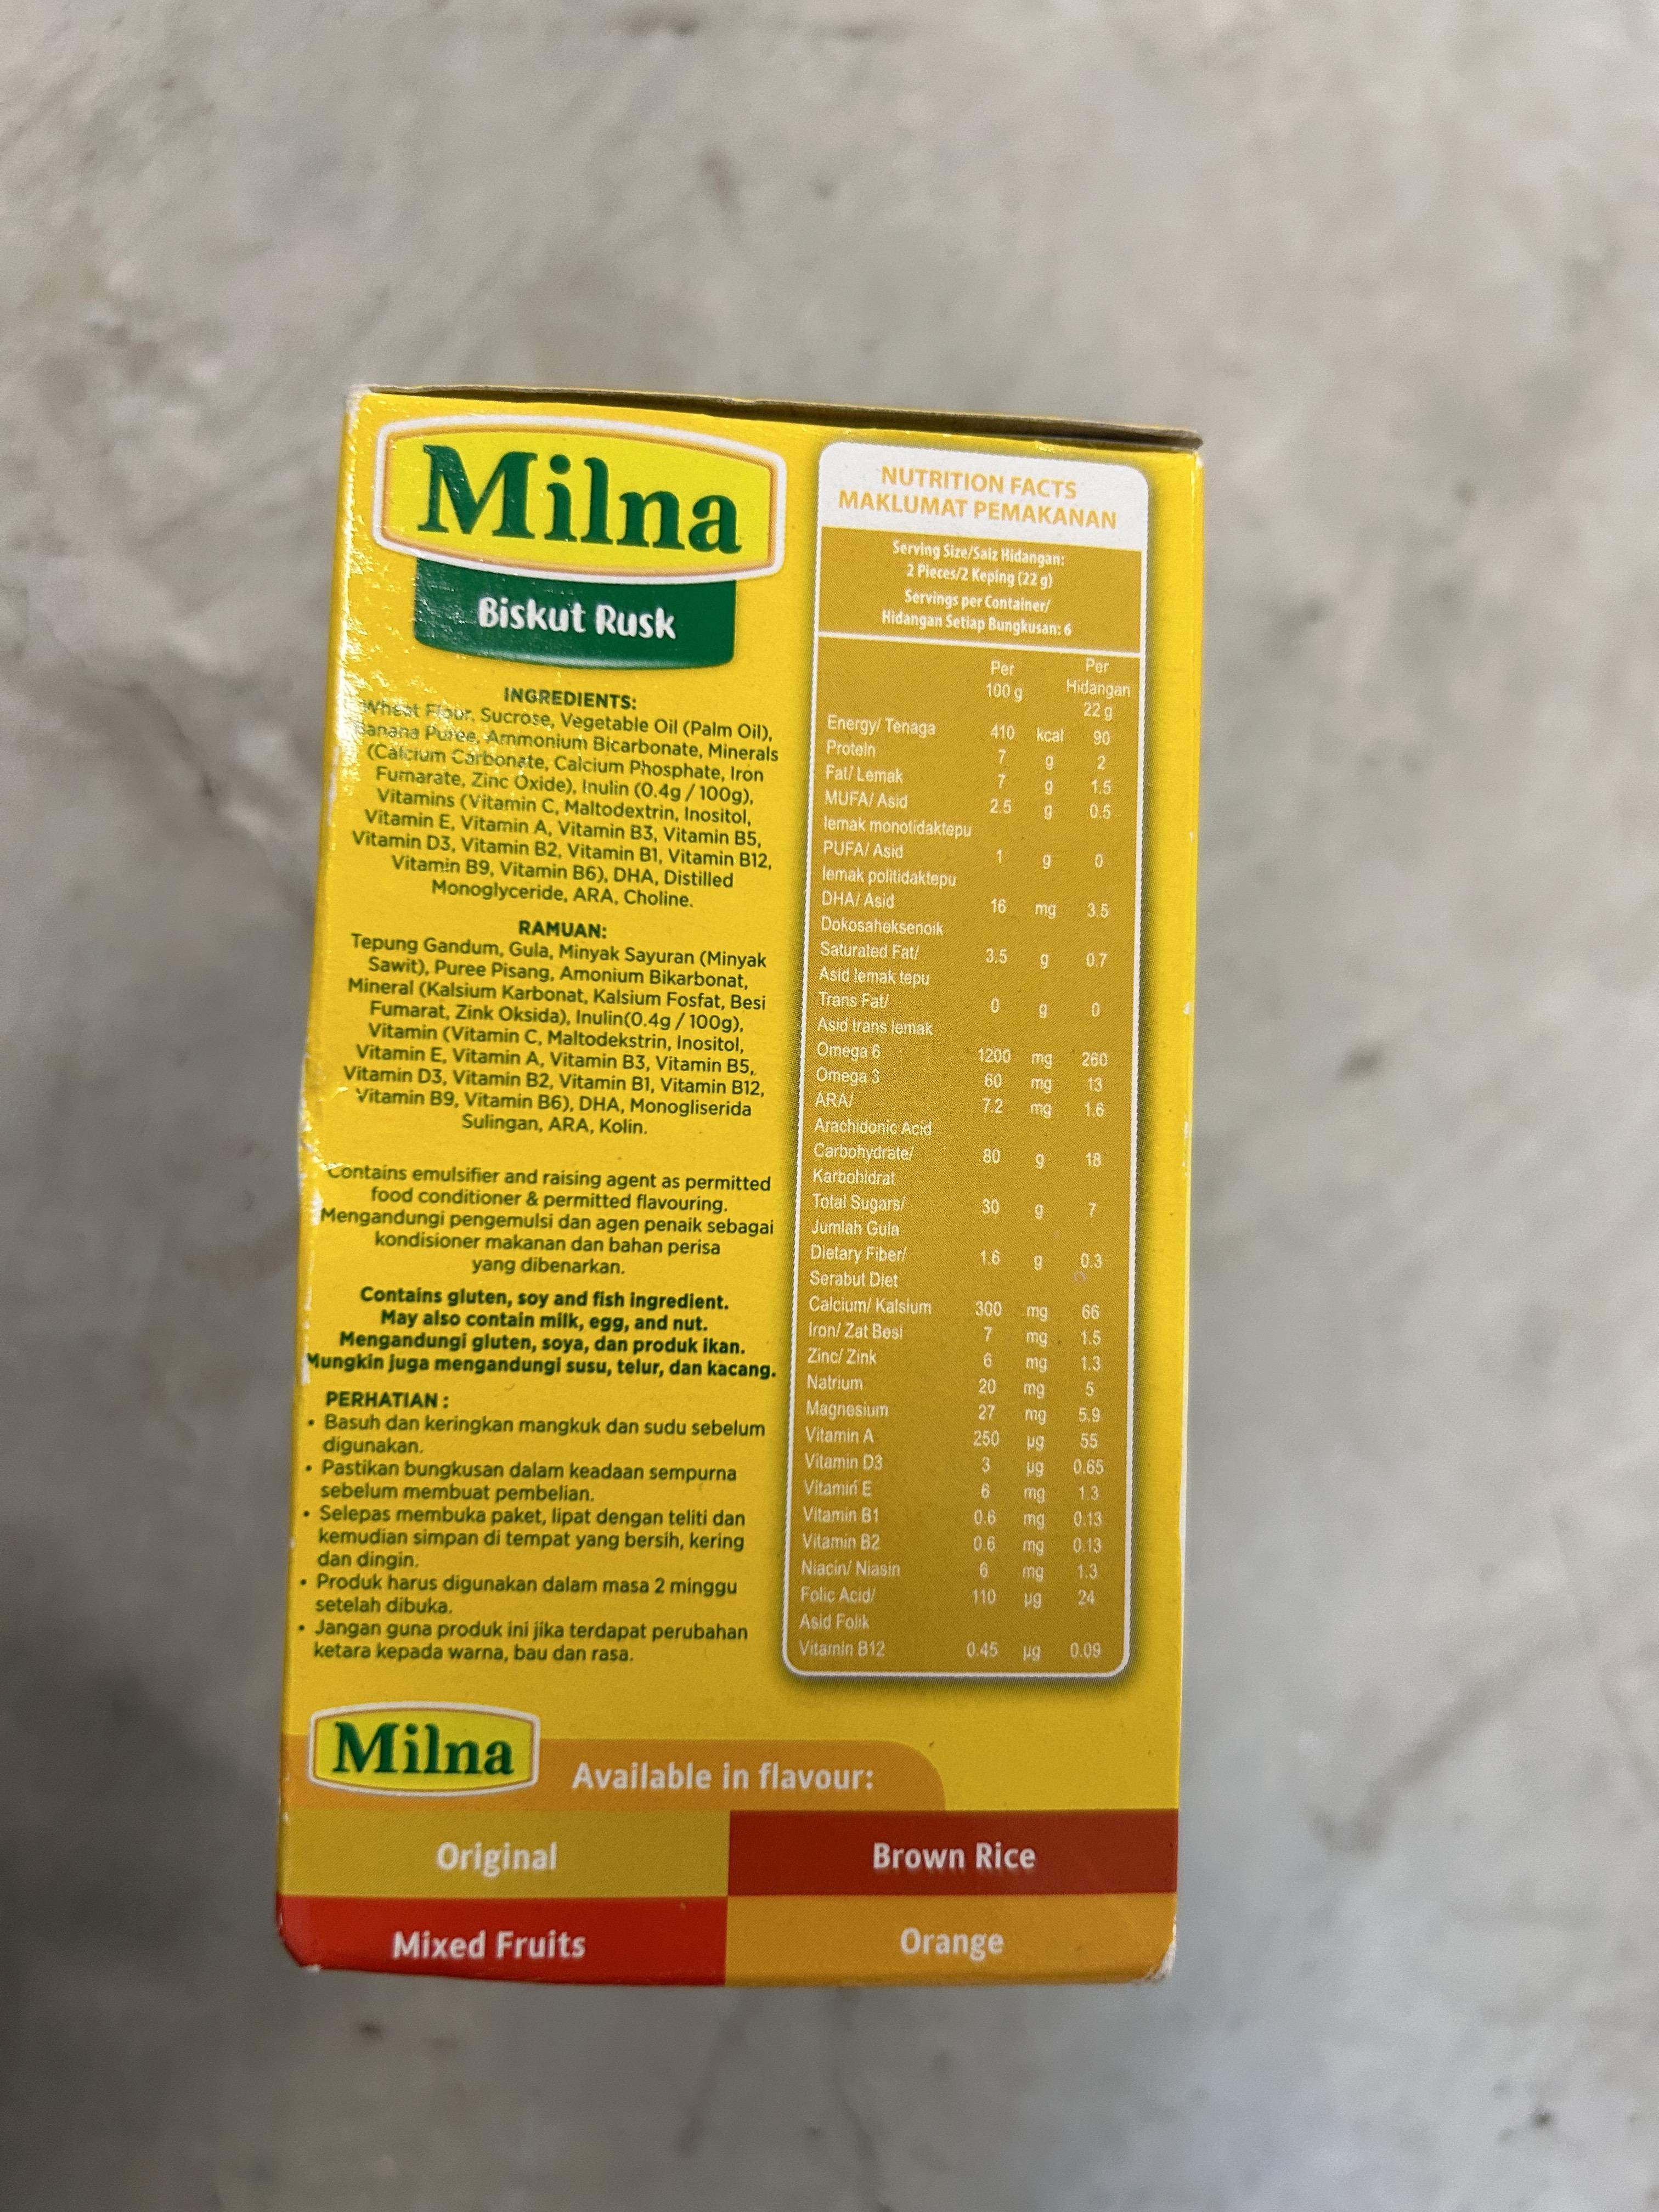 Milna
Biskut Rusk
INGREDIENTS:
Wheat Flour, Sucrose, Vegetable Oil (Palm Oil),
Banana Puree, Ammonium Bicarbonate, Minerals
(Calcium Carbonate, Calcium Phosphate, Iron
Fumarate, Zinc Oxide), Inulin (0.4g / 100g),
Vitamins (Vitamin C, Maltodextrin, Inositol,
Vitamin E, Vitamin A, Vitamin B3, Vitamin B5,
Vitamin D3, Vitamin B2, Vitamin B1, Vitamin B12,
Vitamin B9, Vitamin B6), DHA, Distilled
Monoglyceride, ARA, Choline.
RAMUAN:
Tepung Gandum, Gula, Minyak Sayuran (Minyak
Sawit), Puree Pisang, Amonium Bikarbonat,
Mineral (Kalsium Karbonat, Kalsium Fosfat, Besi
Fumarat, Zink Oksida), Inulin(0.4g / 100g),
Vitamin (Vitamin C, Maltodekstrin, Inositol,
Vitamin E, Vitamin A, Vitamin B3, Vitamin B5,
Vitamin D3, Vitamin B2, Vitamin B1, Vitamin B12,
Vitamin B9, Vitamin B6), DHA, Monogliserida
Sulingan, ARA, Kolin.
Contains emulsifier and raising agent as permitted
food conditioner & permitted flavouring.
Mengandungi pengemulsi dan agen penaik sebagai
kondisioner makanan dan bahan perisa
yang dibenarkan.
Contains gluten, soy and fish ingredient.
May also contain milk, egg, and nut.
Mengandungi gluten, soya, dan produk ikan.
Mungkin juga mengandungi susu, telur, dan kacang.
PERHATIAN :
• Basuh dan keringkan mangkuk dan sudu sebelum
digunakan.
• Pastikan bungkusan dalam keadaan sempurna
sebelum membuat pembelian.
• Selepas membuka paket, lipat dengan teliti dan
kemudian simpan di tempat yang bersih, kering
dan dingin.
• Produk harus digunakan dalam masa 2 minggu
setelah dibuka.
• Jangan guna produk ini jika terdapat perubahan
ketara kepada warna, bau dan rasa.
NUTRITION FACTS
MAKLUMAT PEMAKANAN
Serving Size/Saiz Hidangan:
2 Pieces/2 Keping (22 g)
Servings per Container/
Hidangan Setiap Bungkusan: 6
Per Per
100 g Hidangan
22 g
Energy/ Tenaga 410 kcal 90
Protein 7 g 2
Fat/ Lemak 7 g 1.5
MUFA/ Asid 2.5 g 0.5
lemak monotidaktepu
PUFA/ Asid 1 g 0
lemak politidaktepu
DHA/ Asid 16 mg 3.5
Dokosaheksenoik
Saturated Fat/ 3.5 g 0.7
Asid lemak tepu
Trans Fat/ 0 g 0
Asid trans lemak
Omega 6 1200 mg 260
Omega 3 60 mg 13
ARA/ 7.2 mg 1.6
Arachidonic Acid
Carbohydrate/ 80 g 18
Karbohidrat
Total Sugars/ 30 g 7
Jumlah Gula
Dietary Fiber/ 1.6 g 0.3
Serabut Diet
Calcium/ Kalsium 300 mg 66
Iron/ Zat Besi 7 mg 1.5
Zinc/ Zink 6 mg 1.3
Natrium 20 mg 5
Magnesium 27 mg 5.9
Vitamin A 250 µg 55
Vitamin D3 3 µg 0.65
Vitamin E 6 mg 1.3
Vitamin B1 0.6 mg 0.13
Vitamin B2 0.6 mg 0.13
Niacin/ Niasin 6 mg 1.3
Folic Acid/ 110 µg 24
Asid Folik
Vitamin B12 0.45 µg 0.09
Milna
Available in flavour:
Original
Brown Rice
Mixed Fruits
Orange